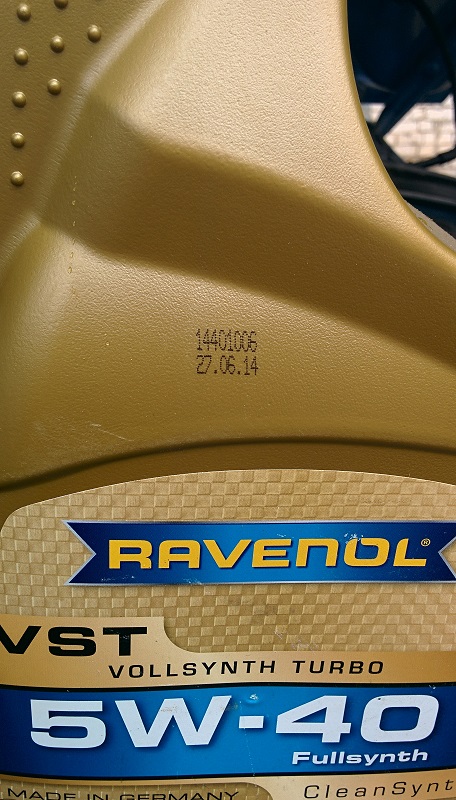 14401006
27.06.14
RAVENOL®
VST
VOLLSYNTH TURBO
5W-40
Fullsynth
MADE IN GERMANY
CleanSynt